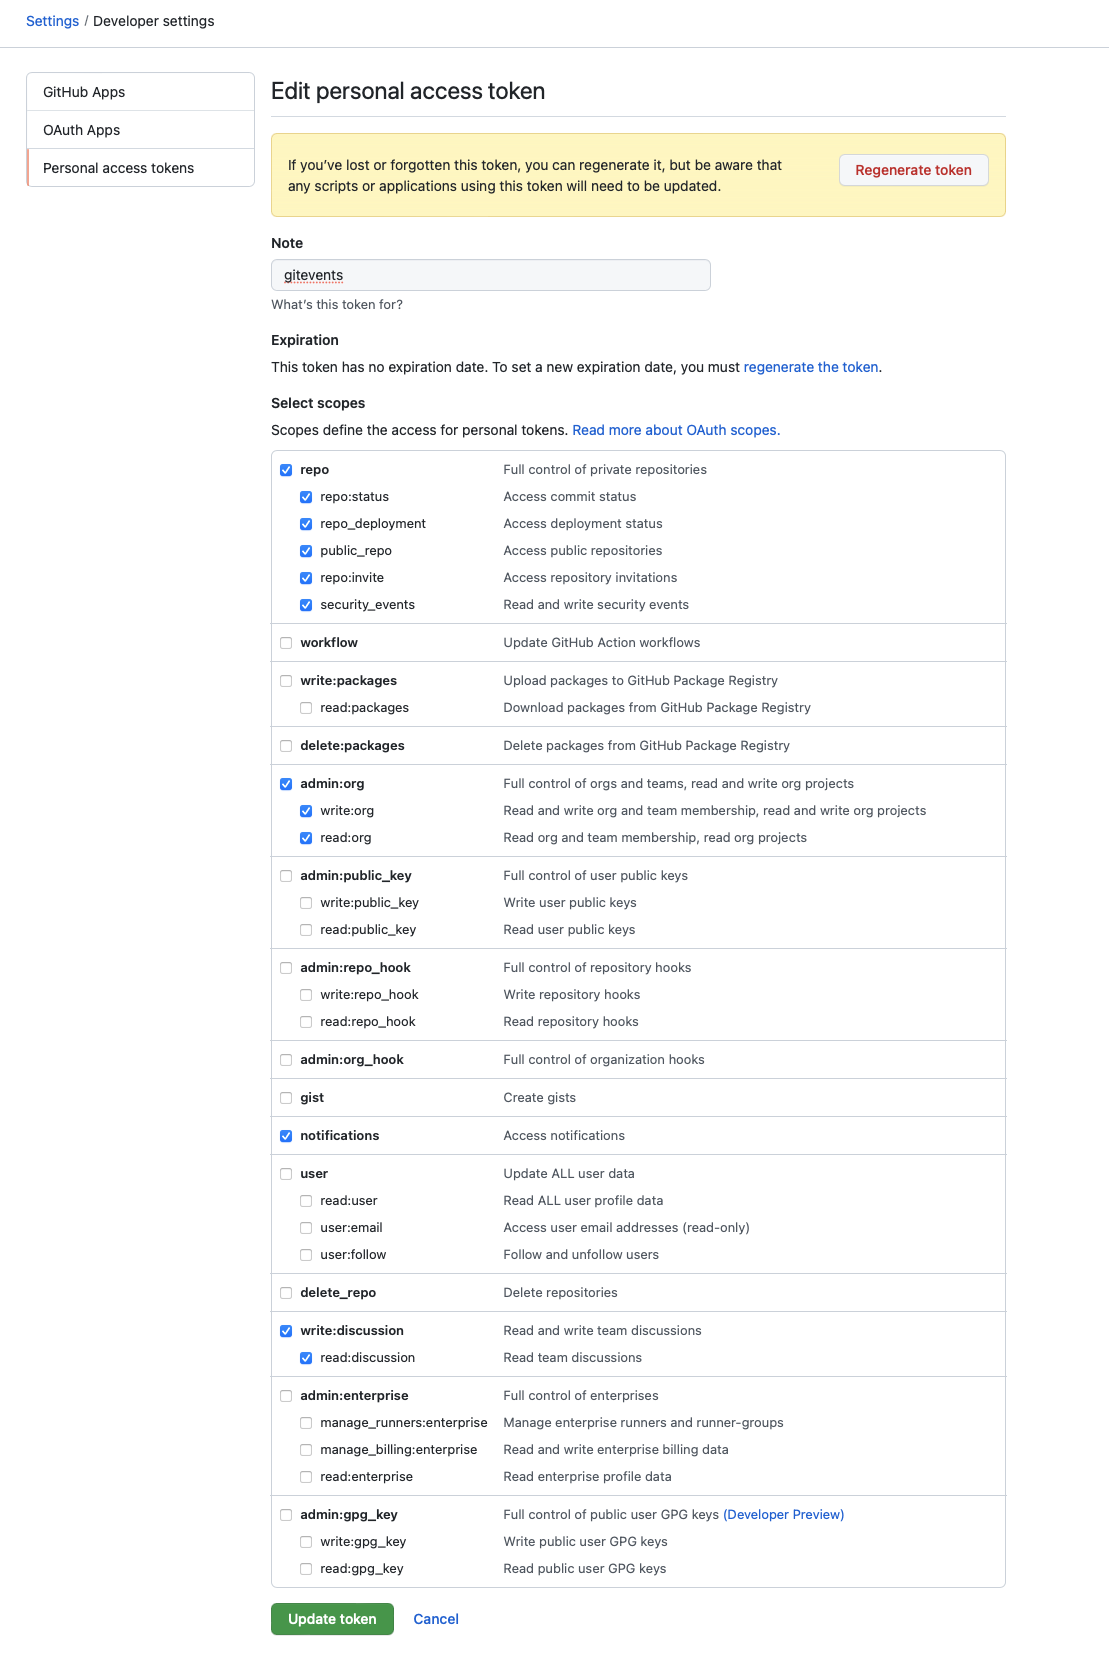 Settings / Developer settings
GitHub Apps
OAuth Apps
Personal access tokens
Edit personal access token
If you've lost or forgotten this token, you can regenerate it, but be aware that
any scripts or applications using this token will need to be updated.
Regenerate token
Note
gitevents
What's this token for?
Expiration
This token has no expiration date. To set a new expiration date, you must regenerate the token.
Select scopes
Scopes define the access for personal tokens. Read more about OAuth scopes.
repo Full control of private repositories
repo:status Access commit status
repo_deployment Access deployment status
public_repo Access public repositories
repo:invite Access repository invitations
security_events Read and write security events
workflow Update GitHub Action workflows
write:packages Upload packages to GitHub Package Registry
read:packages Download packages from GitHub Package Registry
delete:packages Delete packages from GitHub Package Registry
admin:org Full control of orgs and teams, read and write org projects
write:org Read and write org and team membership, read and write org projects
read:org Read org and team membership, read org projects
admin:public_key Full control of user public keys
write:public_key Write user public keys
read:public_key Read user public keys
admin:repo_hook Full control of repository hooks
write:repo_hook Write repository hooks
read:repo_hook Read repository hooks
admin:org_hook Full control of organization hooks
gist Create gists
notifications Access notifications
user Update ALL user data
read:user Read ALL user profile data
user:email Access user email addresses (read-only)
user:follow Follow and unfollow users
delete_repo Delete repositories
write:discussion Read and write team discussions
read:discussion Read team discussions
admin:enterprise Full control of enterprises
manage_runners:enterprise Manage enterprise runners and runner-groups
manage_billing:enterprise Read and write enterprise billing data
read:enterprise Read enterprise profile data
admin:gpg_key Full control of public user GPG keys (Developer Preview)
write:gpg_key Write public user GPG keys
read:gpg_key Read public user GPG keys
Update token Cancel